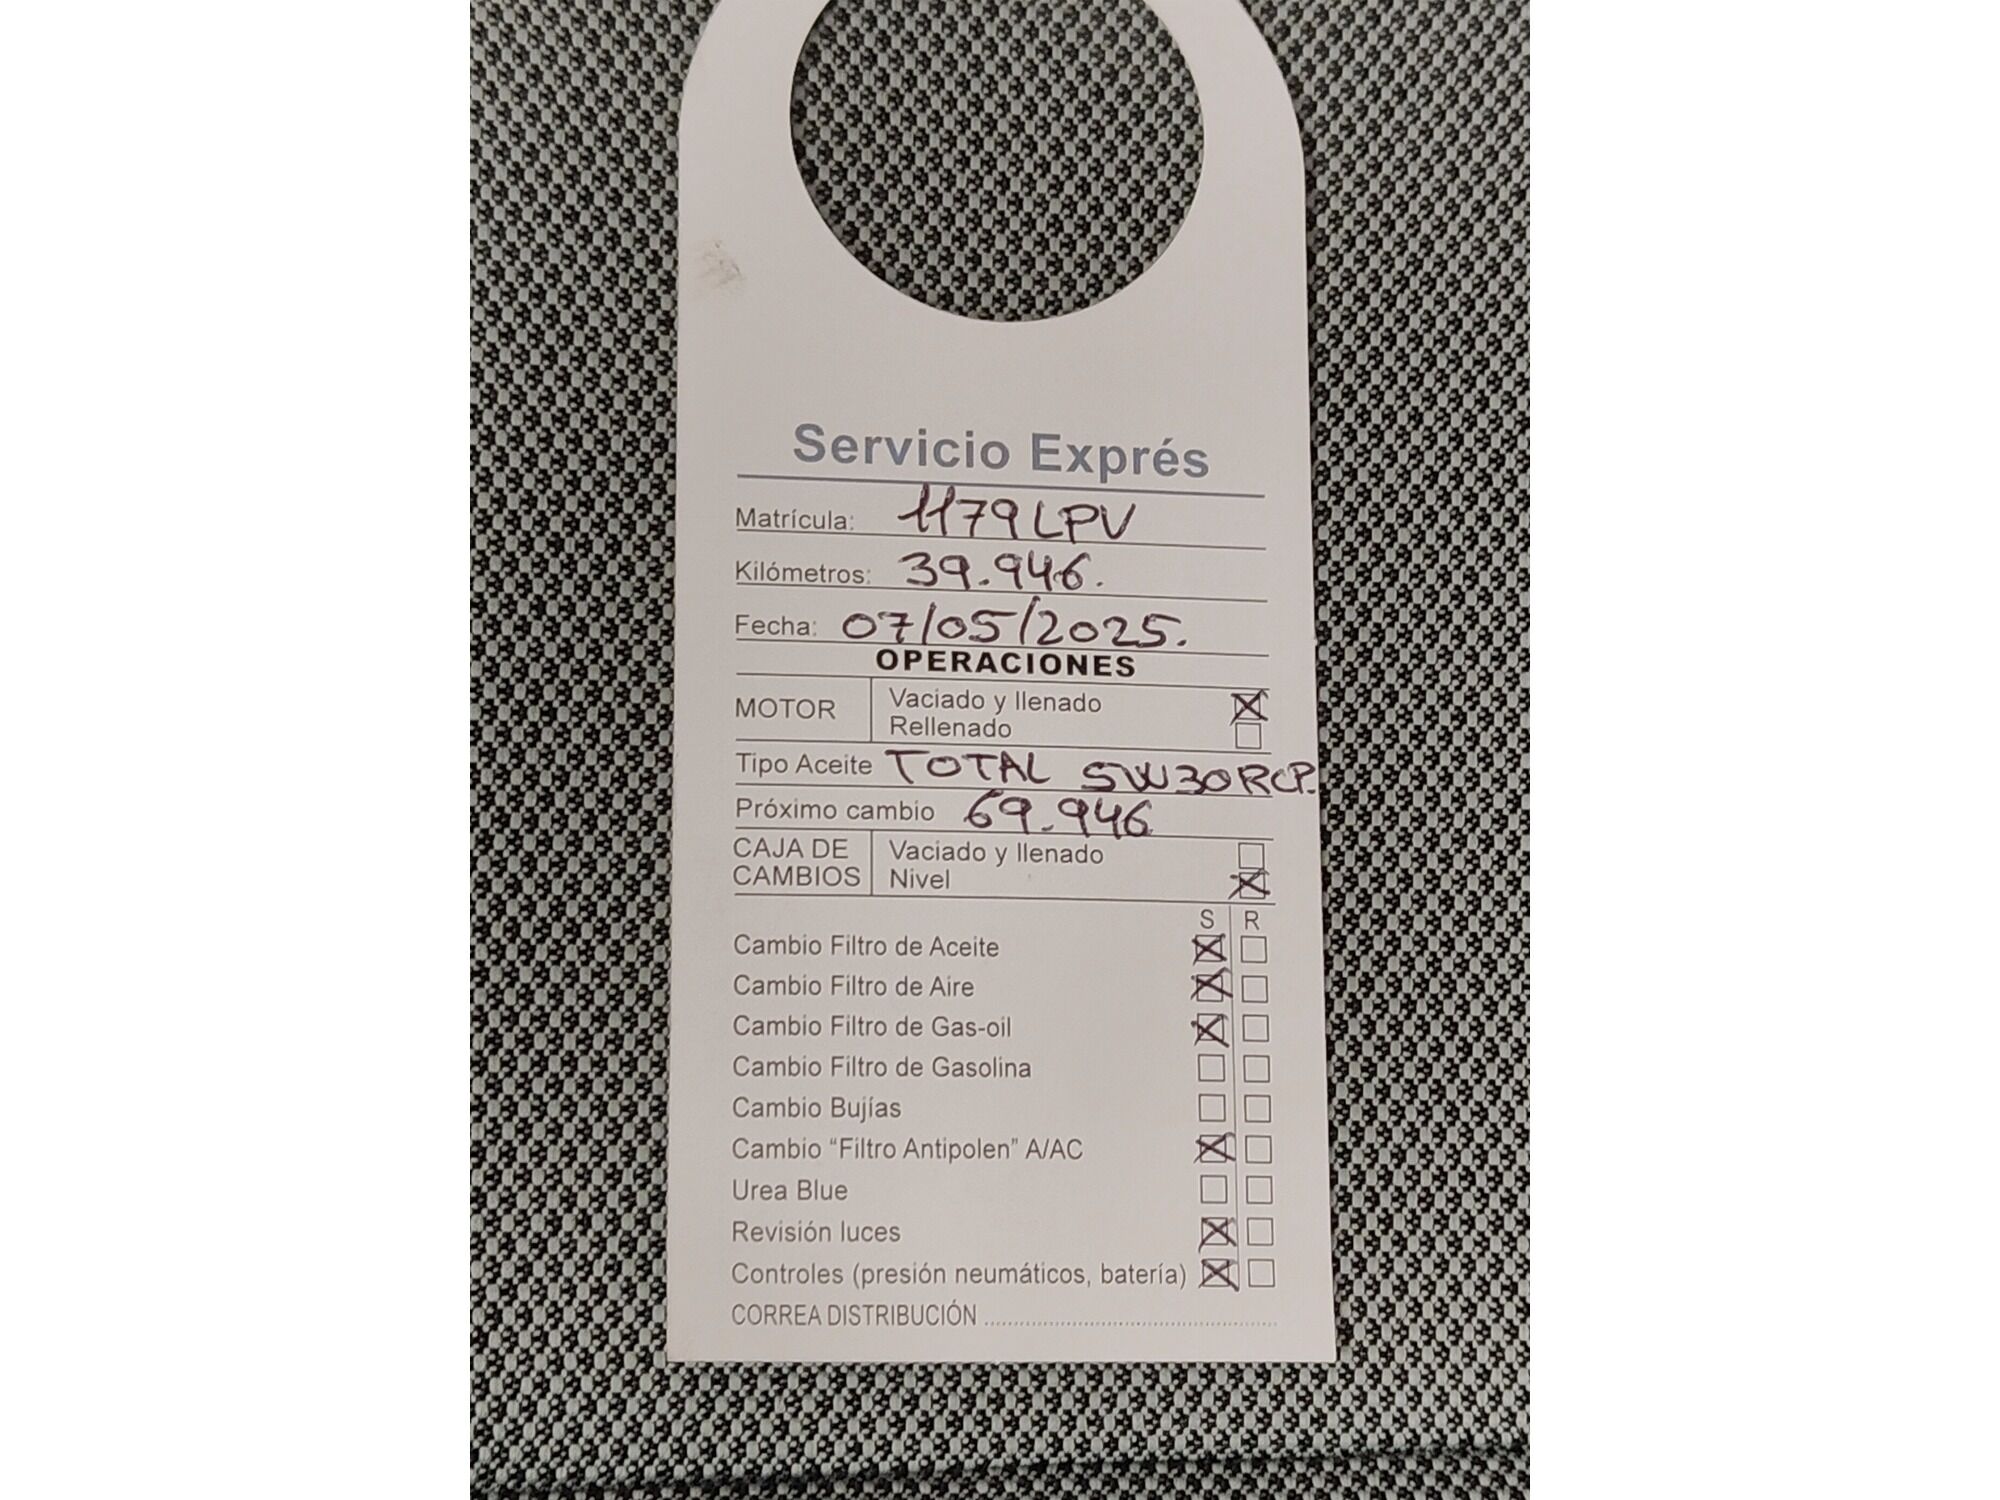 Servicio Exprés
Matrícula: 1179LPV
Kilómetros: 39.946.
Fecha: 07/05/2025.
OPERACIONES
MOTOR Vaciado y llenado
Rellenado
Tipo Aceite TOTAL 5W30RCP.
Próximo cambio 69.946
CAJA DE CAMBIOS Vaciado y llenado
Nivel
S R
Cambio Filtro de Aceite
Cambio Filtro de Aire
Cambio Filtro de Gas-oil
Cambio Filtro de Gasolina
Cambio Bujías
Cambio “Filtro Antipolen” A/AC
Urea Blue
Revisión luces
Controles (presión neumáticos, batería)
CORREA DISTRIBUCIÓN ..........................................................